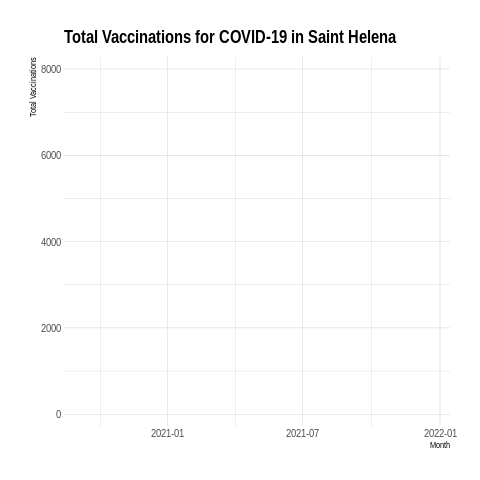 Total Vaccinations for COVID-19 in Saint Helena
Total Vaccinations
8000
6000
4000
2000
0
2021-01
2021-07
2022-01
Month